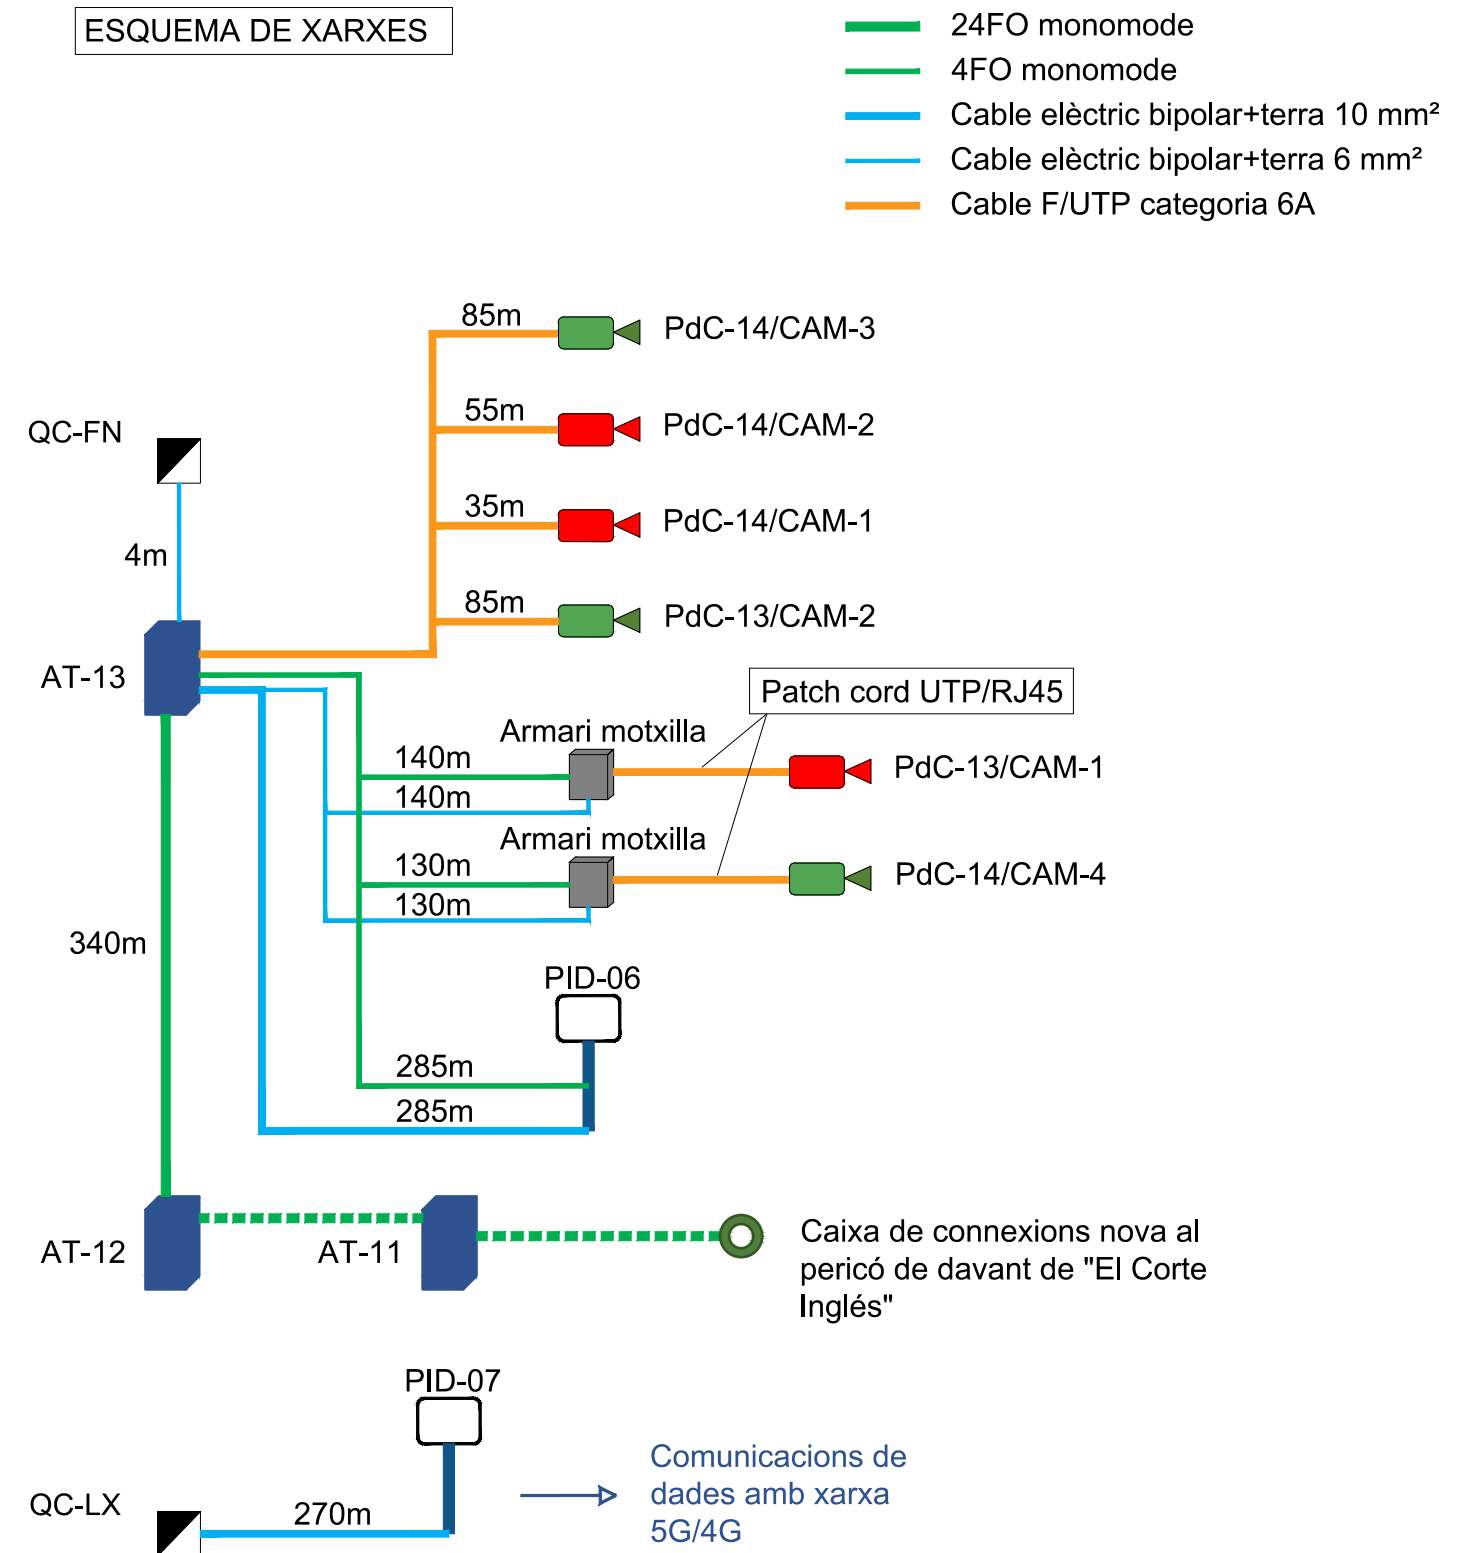 ESQUEMA DE XARXES
24FO monomode
4FO monomode
Cable elèctric bipolar+terra 10 mm²
Cable elèctric bipolar+terra 6 mm²
Cable F/UTP categoria 6A
85m
PdC-14/CAM-3
55m
PdC-14/CAM-2
QC-FN
35m
PdC-14/CAM-1
4m
85m
PdC-13/CAM-2
AT-13
Patch cord UTP/RJ45
Armari motxilla
140m
PdC-13/CAM-1
140m
Armari motxilla
130m
PdC-14/CAM-4
130m
340m
PID-06
285m
285m
AT-12
AT-11
Caixa de connexions nova al
pericó de davant de "El Corte
Inglés"
PID-07
Comunicacions de
dades amb xarxa
5G/4G
QC-LX
270m